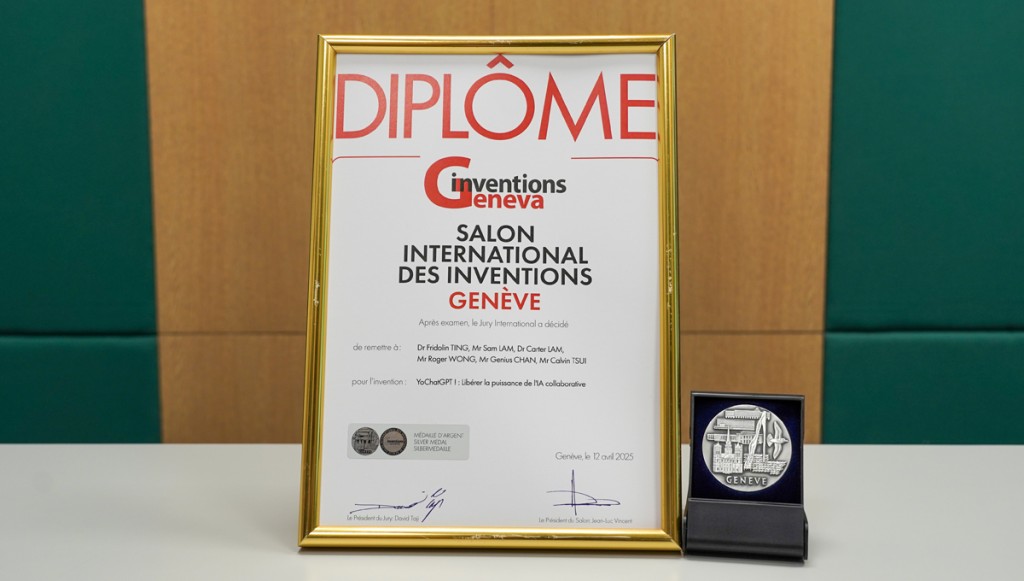 DIPLÔME
inventions
Geneva
SALON
INTERNATIONAL
DES INVENTIONS
GENÈVE
Après examen, le Jury International a décidé
de remettre à : Dr Fridolin TING, Mr Sam LAM, Dr Carter LAM,
Mr Roger WONG, Mr Genius CHAN, Mr Calvin TSUI
pour l'invention : YoChatGPT ! : Libérer la puissance de l'IA collaborative
MÉDAILLE D'ARGENT
SILVER MEDAL
SILBERMEDAILLE
Genève, le 12 avril 2025
Le Président du Jury: David Taji
Le Président du Salon: Jean-Luc Vincent
GENEVE